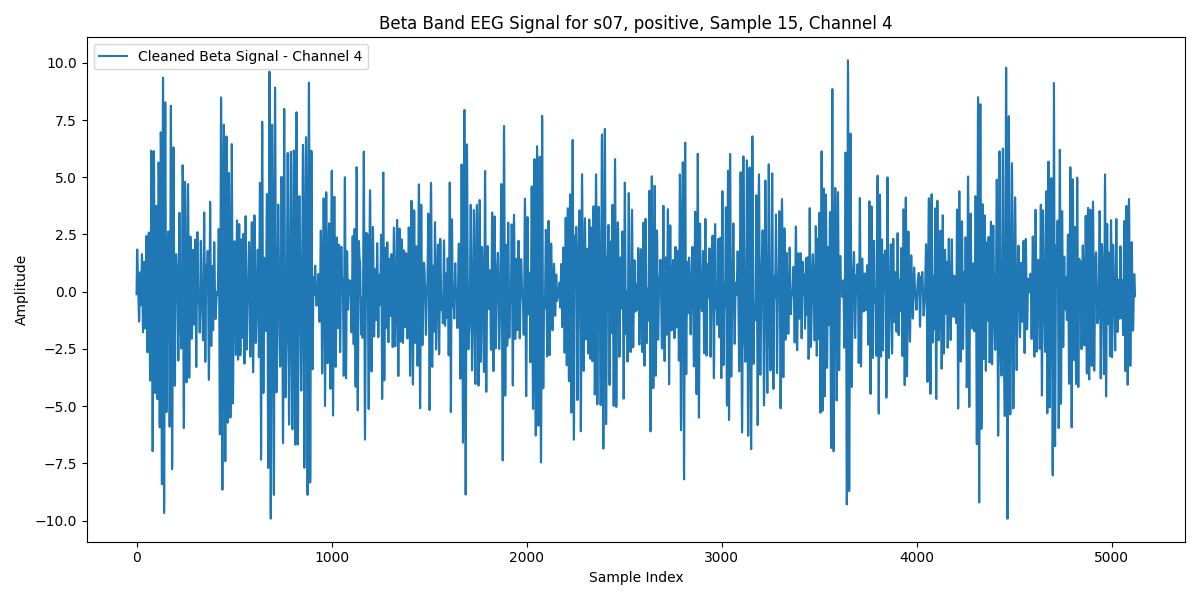 Beta Band EEG Signal for s07, positive, Sample 15, Channel 4
Cleaned Beta Signal - Channel 4
10.0
7.5
5.0
2.5
0.0
−2.5
−5.0
−7.5
−10.0
Amplitude
0 1000 2000 3000 4000 5000
Sample Index